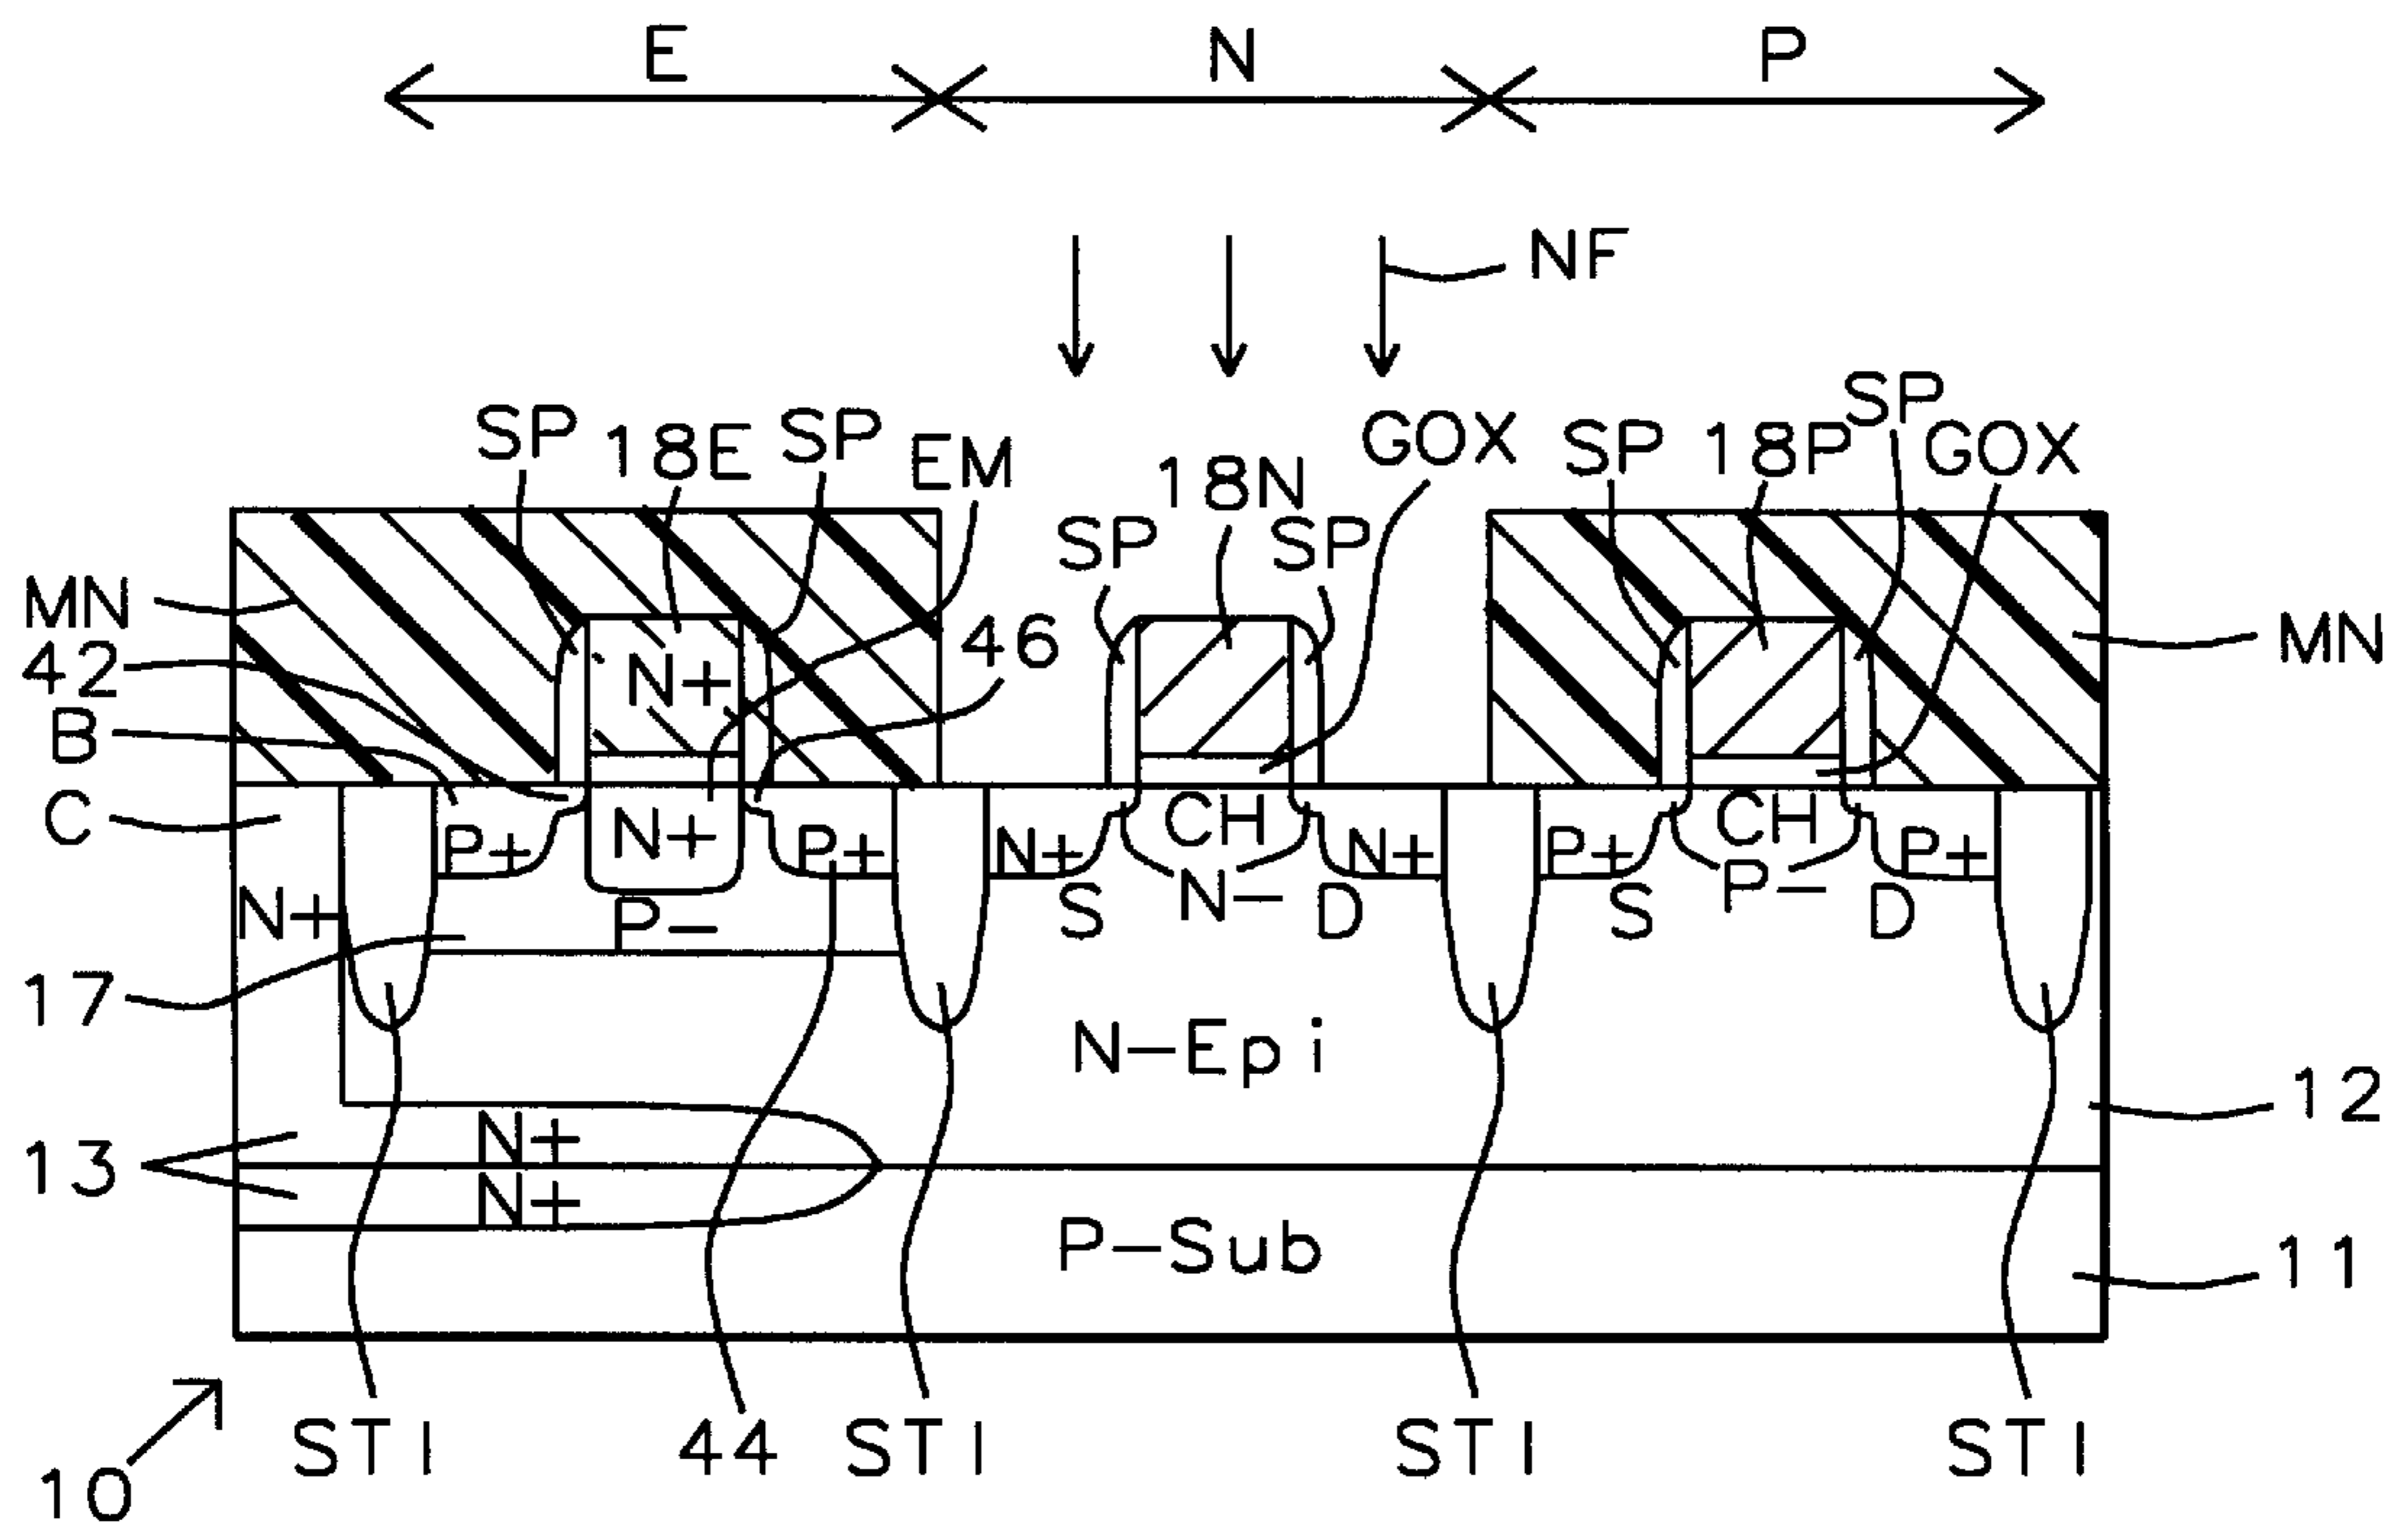 E N P
NF
SP 18E SP EM 18N GOX SP 18P SP GOX
SP SP
MN 46 MN
42 N+
B
C P+ N+ P+ N+ CH N+ P+ CH P+
N+ P- S N- D S P- D
17
N-Epi
12
13 N+
N+
P-Sub 11
10 STI 44 STI STI STI